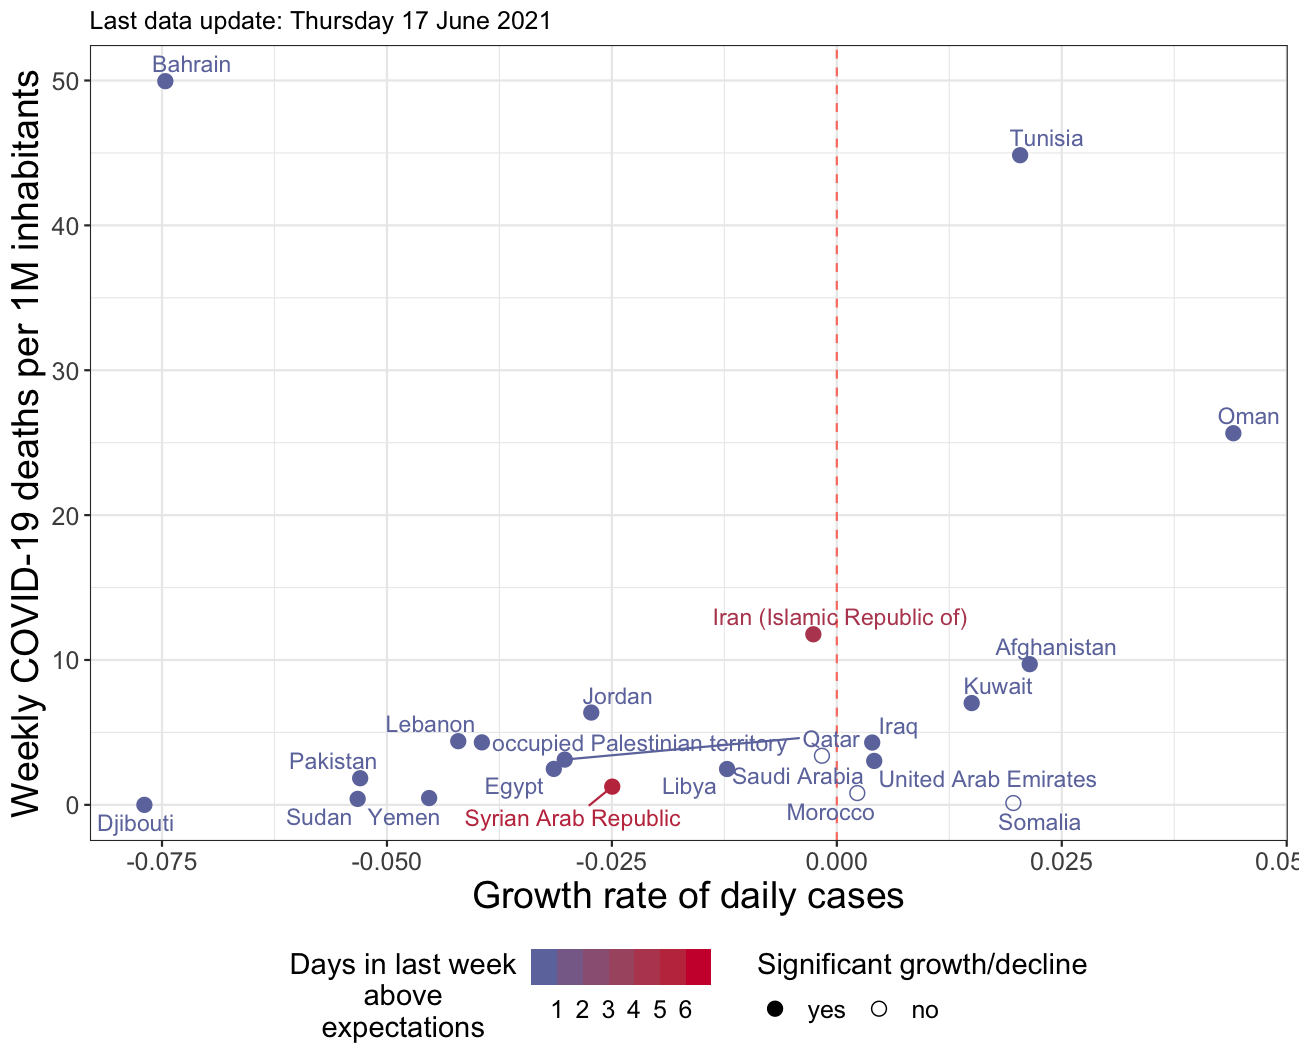 Last data update: Thursday 17 June 2021
Weekly COVID-19 deaths per 1M inhabitants
50
40
30
20
10
0
Bahrain
Tunisia
Oman
Iran (Islamic Republic of)
Afghanistan
Kuwait
Jordan
Lebanon
Iraq
occupied Palestinian territory
Qatar
Pakistan
Egypt
Libya
Saudi Arabia
United Arab Emirates
Sudan
Yemen
Syrian Arab Republic
Morocco
Somalia
Djibouti
-0.075 -0.050 -0.025 0.000 0.025 0.05
Growth rate of daily cases
Days in last week
above
expectations
1 2 3 4 5 6
Significant growth/decline
yes no